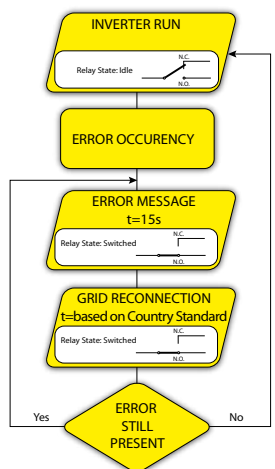 INVERTER RUN
N.C.
Relay State: Idle
N.O.
ERROR OCCURENCY
ERROR MESSAGE
t=15s
N.C.
Relay State: Switched
N.O.
GRID RECONNECTION
t=based on Country Standard
N.C.
Relay State: Switched
N.O.
Yes
ERROR
STILL
PRESENT
No